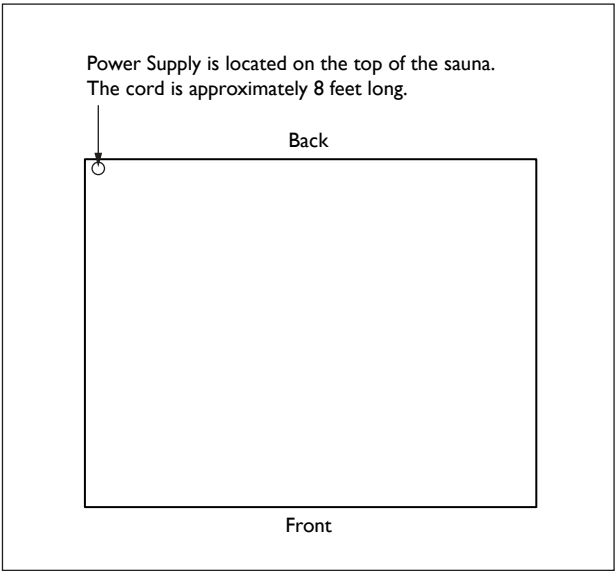 Power Supply is located on the top of the sauna.
The cord is approximately 8 feet long.
Back
Front